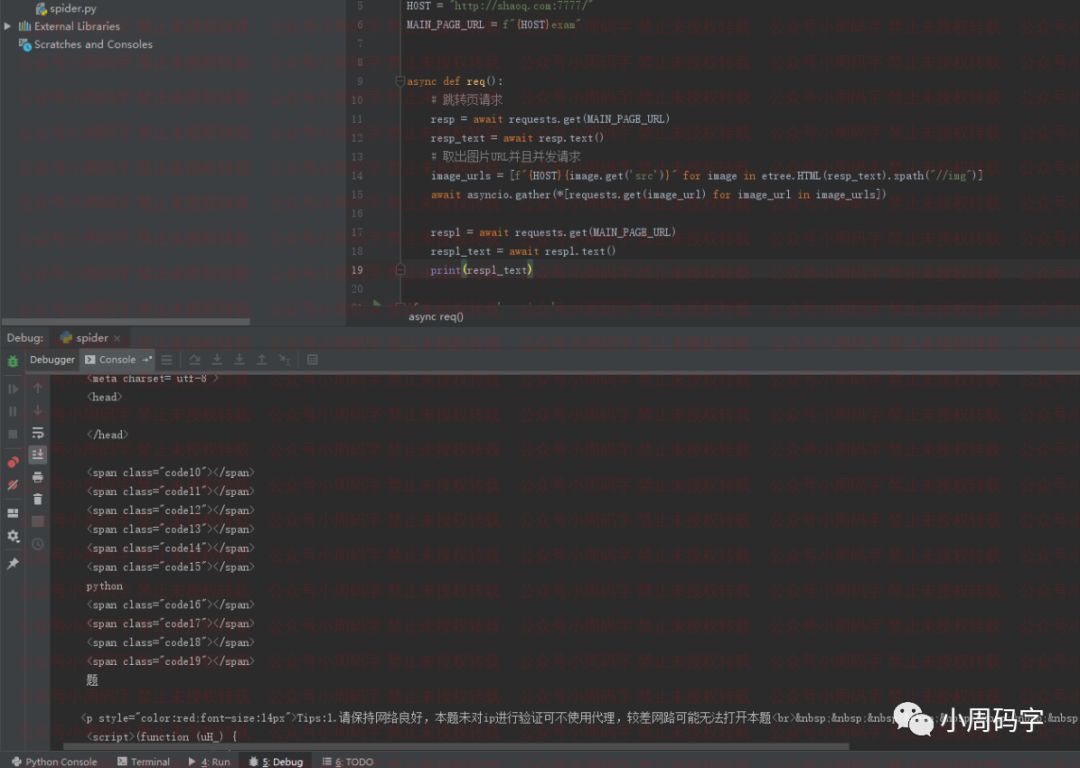 spider.py
External Libraries
Scratches and Consoles
5 HOST = "http://shaoq.com:7777/"
6 MAIN_PAGE_URL = f"{HOST}exam"
7
8
9 async def req():
10 # 跳转页请求
11 resp = await requests.get(MAIN_PAGE_URL)
12 resp_text = await resp.text()
13 # 取出图片URL并且并发请求
14 image_urls = [f"{HOST}{image.get('src')}" for image in etree.HTML(resp_text).xpath("//img")]
15 await asyncio.gather(*[requests.get(image_url) for image_url in image_urls])
16
17 resp1 = await requests.get(MAIN_PAGE_URL)
18 resp1_text = await resp1.text()
19 print(resp1_text)
20
async req()
Debug: spider
Debugger Console
<meta charset="utf-8">
<head>
</head>
<span class="code10"></span>
<span class="code11"></span>
<span class="code12"></span>
<span class="code13"></span>
<span class="code14"></span>
<span class="code15"></span>
python
<span class="code16"></span>
<span class="code17"></span>
<span class="code18"></span>
<span class="code19"></span>
题
<p style="color:red;font-size:14px">Tips:1.请保持网络良好，本题未对ip进行验证可不使用代理，较差网路可能无法打开本题<br>&nbsp;&nbsp;&nbsp;
<script>(function (uH_) {
小周码字
Python Console Terminal 4: Run 5: Debug 6: TODO
公众号小周码字 禁止未授权转载